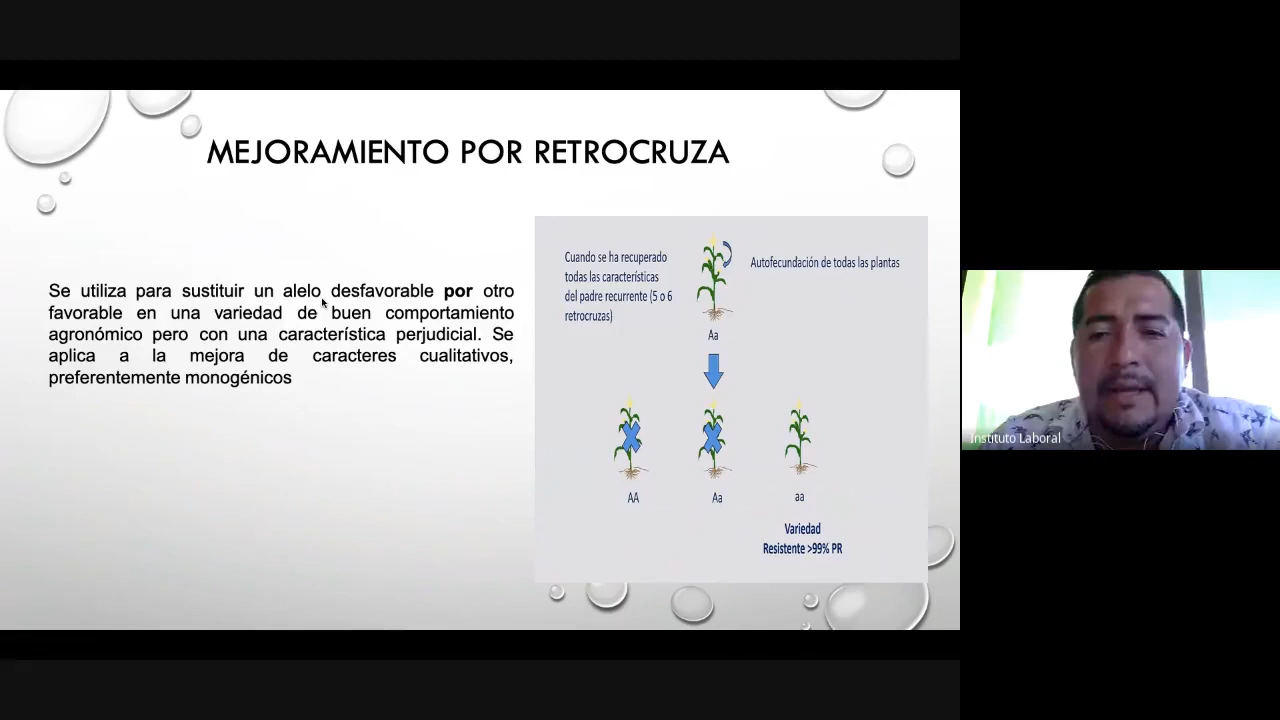 MEJORAMIENTO POR RETROCRUZA
Se utiliza para sustituir un alelo desfavorable por otro
favorable en una variedad de buen comportamiento
agronómico pero con una característica perjudicial. Se
aplica a la mejora de caracteres cualitativos,
preferentemente monogénicos
Cuando se ha recuperado
todas las características
del padre recurrente (5 o 6
retrocruzas)
Autofecundación de todas las plantas
Aa
AA
Aa
aa
Variedad
Resistente >99% PR
Instituto Laboral